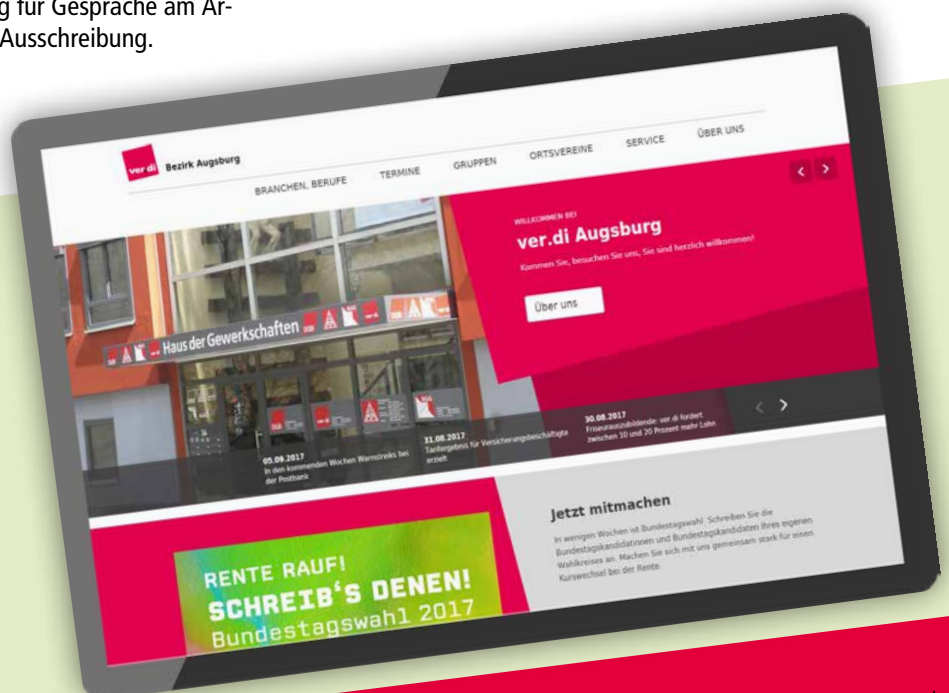 g für Gespräche am Ar-
Ausschreibung.
ver.di Bezirk Augsburg
BRANCHEN, BERUFE TERMINE GRUPPEN ORTSVEREINE SERVICE ÜBER UNS
WILLKOMMEN BEI
ver.di Augsburg
Kommen Sie, besuchen Sie uns, Sie sind herzlich willkommen!
Über uns
Haus der Gewerkschaften
05.09.2017
In den kommenden Wochen Warnstreiks bei
der Postbank
31.08.2017
Tarifergebnis für Versicherungsbeschäftigte
erzielt
30.08.2017
Friseurauszubildende: ver.di fordert
zwischen 10 und 20 Prozent mehr Lohn
RENTE RAUF!
SCHREIB'S DENEN!
Bundestagswahl 2017
Jetzt mitmachen
In wenigen Wochen ist Bundestagswahl. Schreiben Sie die
Bundestagskandidatinnen und Bundestagskandidaten Ihres eigenen
Wahlkreises an. Machen Sie sich mit uns gemeinsam stark für einen
Kurswechsel bei der Rente.